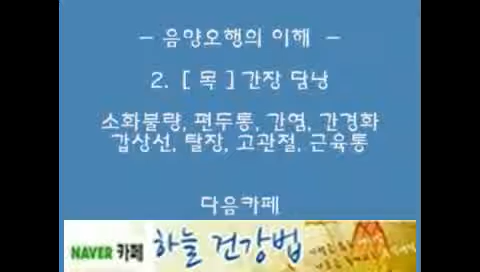 - 음양오행의 이해 -
2. [ 목 ] 간장 담낭
소화불량, 편두통, 간염, 간경화
갑상선, 탈장, 고관절, 근육통
다음카페
NAVER 카페 하늘 건강법